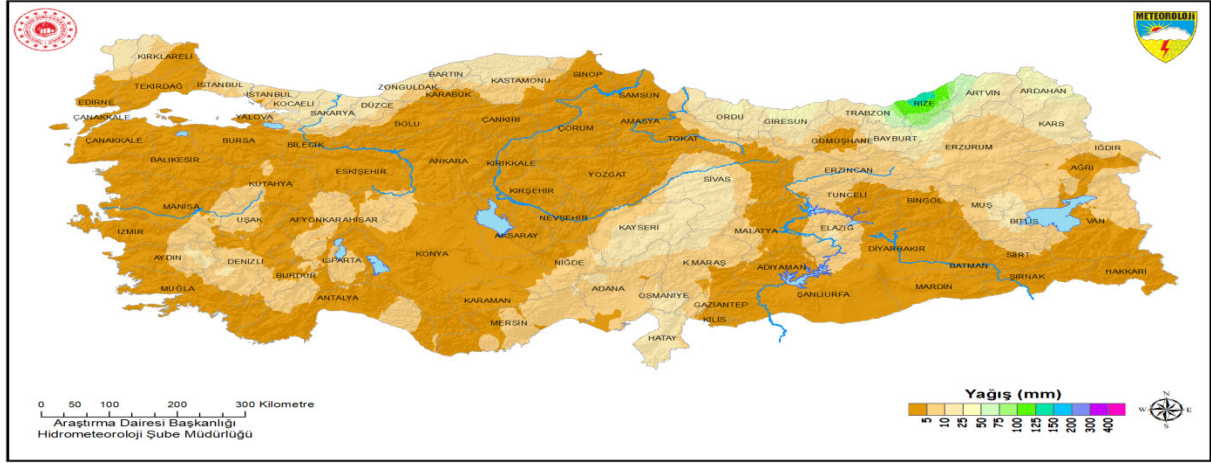 METEOROLOJİ
KIRKLARELİ
TEKİRDAĞ
EDİRNE
İSTANBUL
İSTANBUL
KOCAELİ
YALOVA
SAKARYA
DÜZCE
ZONGULDAK
BARTIN
KARABÜK
KASTAMONU
SİNOP
SAMSUN
ORDU
GİRESUN
TRABZON
RİZE
ARTVİN
ARDAHAN
KARS
ÇANAKKALE
ÇANAKKALE
BURSA
BİLECİK
BOLU
ÇANKIRI
ÇORUM
AMASYA
TOKAT
GÜMÜŞHANE
BAYBURT
ERZURUM
IĞDIR
AĞRI
BALIKESİR
ESKİŞEHİR
ANKARA
KIRIKKALE
YOZGAT
SİVAS
ERZİNCAN
TUNCELİ
BİNGÖL
MUŞ
KÜTAHYA
KIRŞEHİR
MANİSA
UŞAK
AFYONKARAHİSAR
NEVŞEHİR
KAYSERİ
MALATYA
ELAZIĞ
BİTLİS
VAN
İZMİR
AKSARAY
DİYARBAKIR
AYDIN
DENİZLİ
ISPARTA
KONYA
NİĞDE
K.MARAŞ
ADIYAMAN
BATMAN
SİİRT
ŞIRNAK
HAKKARİ
BURDUR
MUĞLA
ANTALYA
KARAMAN
ADANA
OSMANİYE
GAZİANTEP
ŞANLIURFA
MARDİN
MERSİN
KİLİS
HATAY
0 50 100 200 300 Kilometre
Araştırma Dairesi Başkanlığı
Hidrometeoroloji Şube Müdürlüğü
Yağış (mm)
5 10 25 50 75 100 125 150 200 300 400
N
W E
S